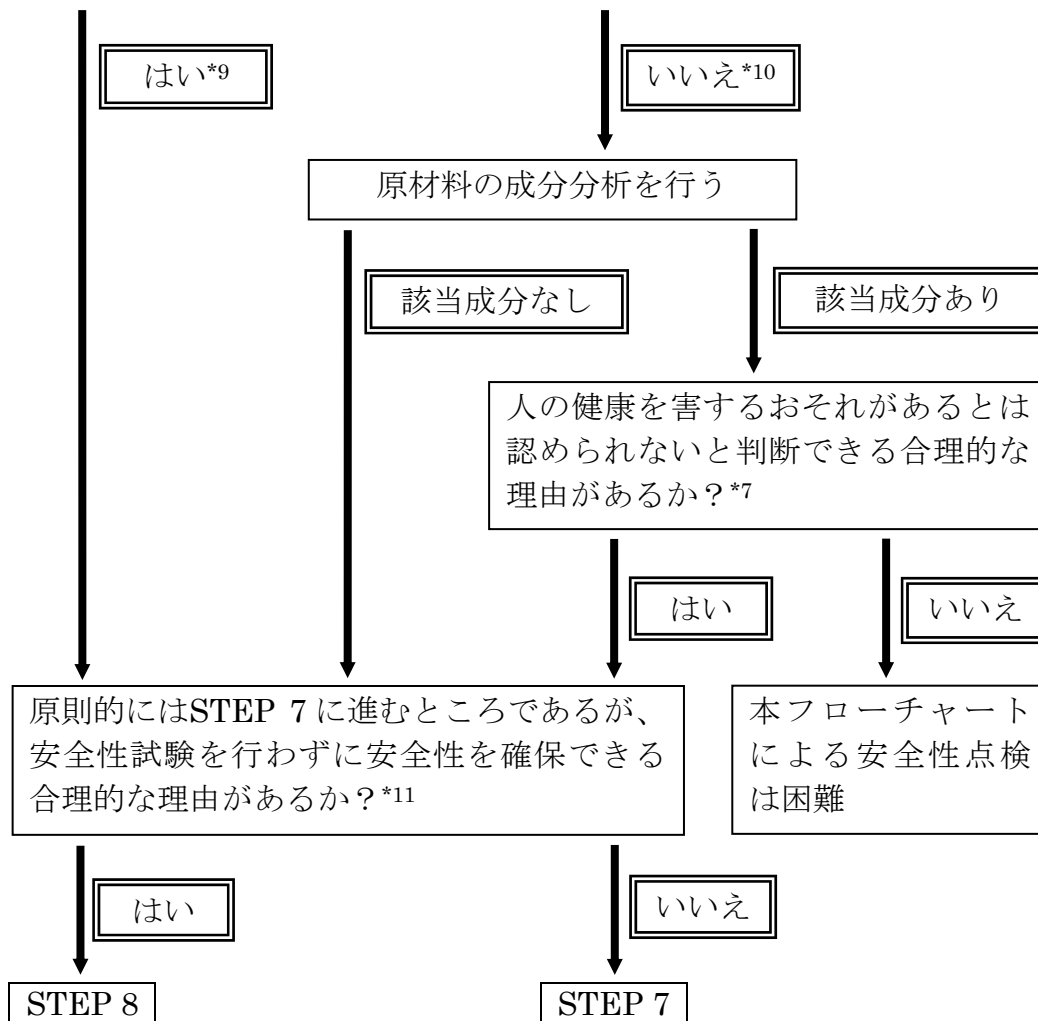 はい*9
いいえ*10
原材料の成分分析を行う
該当成分なし
該当成分あり
人の健康を害するおそれがあるとは
認められないと判断できる合理的な
理由があるか?*7
はい
いいえ
原則的にはSTEP 7 に進むところであるが、
安全性試験を行わずに安全性を確保できる
合理的な理由があるか?*11
本フローチャート
による安全性点検
は困難
はい
いいえ
STEP 8
STEP 7